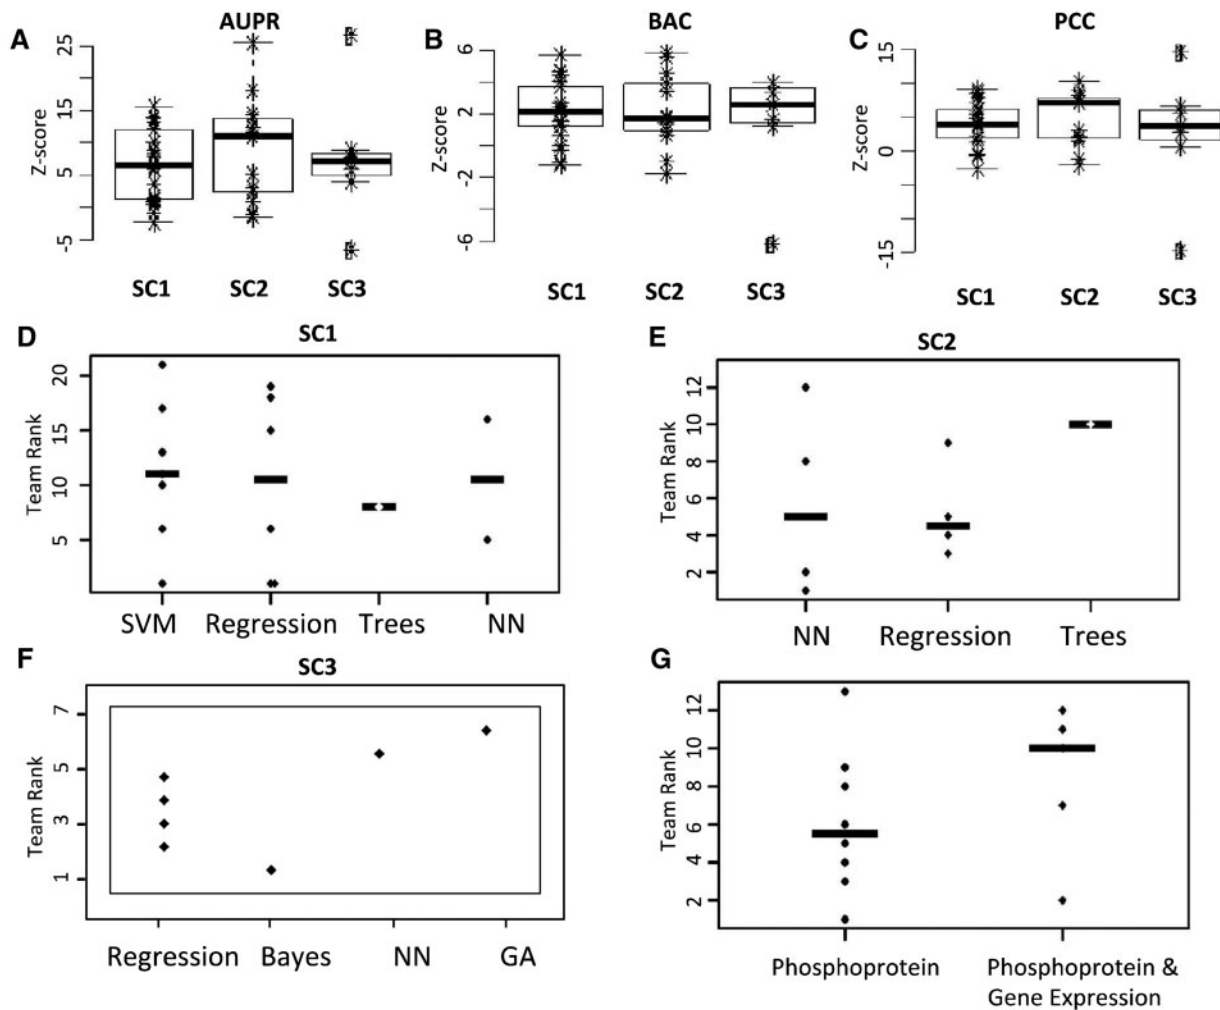 A
AUPR
Z-score
25
15
5
-5
SC1
SC2
SC3
B
BAC
Z-score
6
2
-2
-6
SC1
SC2
SC3
C
PCC
Z-score
15
0
-15
SC1
SC2
SC3
D
SC1
Team Rank
20
15
10
5
SVM
Regression
Trees
NN
E
SC2
Team Rank
12
10
8
6
4
2
NN
Regression
Trees
F
SC3
Team Rank
7
5
3
1
Regression
Bayes
NN
GA
G
Team Rank
12
10
8
6
4
2
Phosphoprotein
Phosphoprotein &
Gene Expression